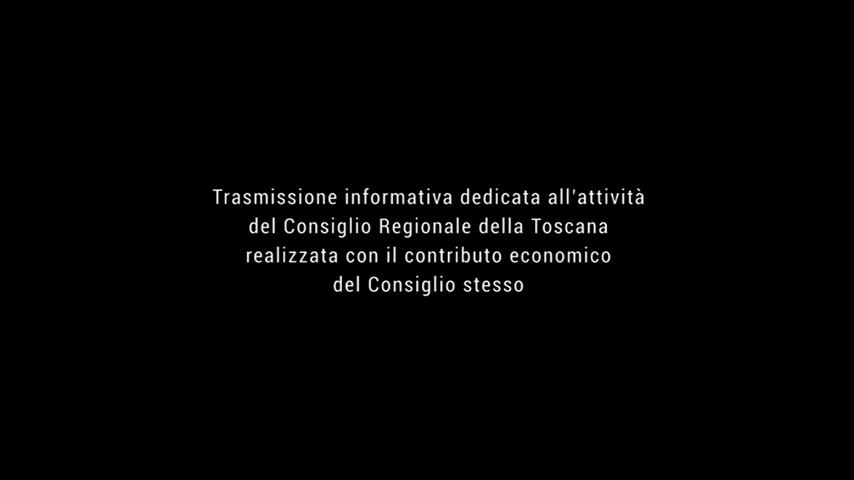 Trasmissione informativa dedicata all'attività
del Consiglio Regionale della Toscana
realizzata con il contributo economico
del Consiglio stesso